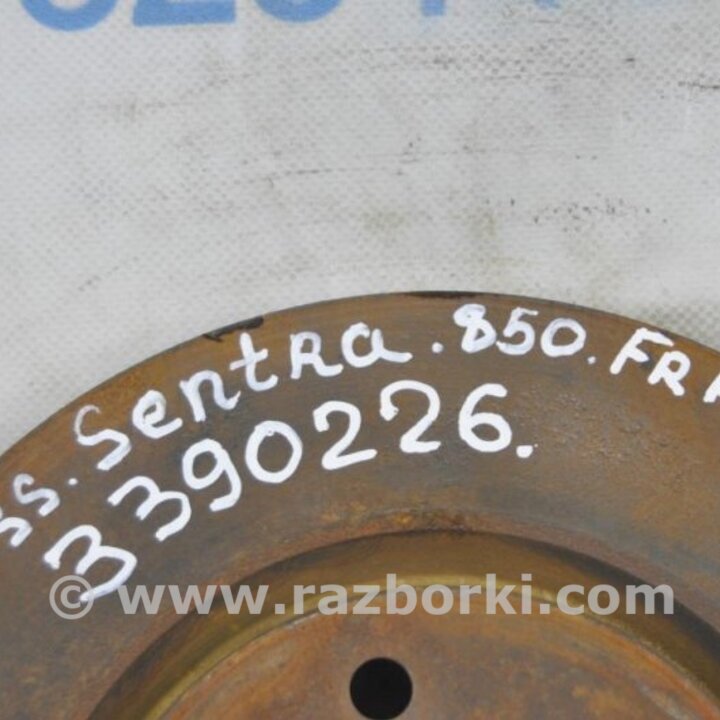 ss. Sentra. 850. FR
3390226.
© www.razborki.com